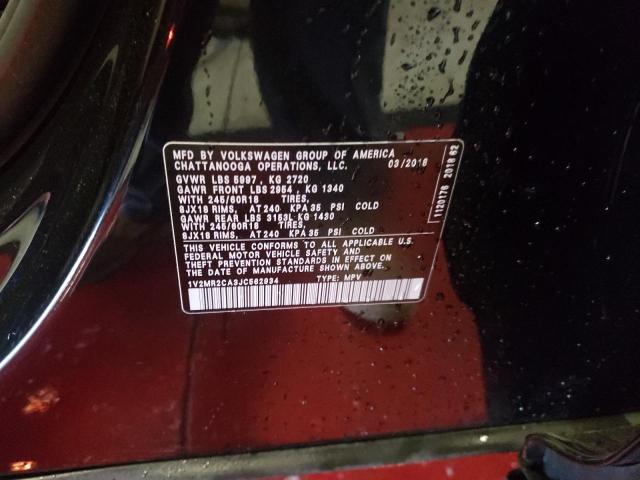 MFD BY VOLKSWAGEN GROUP OF AMERICA
CHATTANOOGA OPERATIONS, LLC. 03/2018
GVWR LBS 5997, KG 2720
GAWR FRONT LBS 2954, KG 1340
WITH 245/60R18 TIRES,
8JX18 RIMS, AT 240 KPA 35 PSI COLD
GAWR REAR LBS 3153L KG 1430
WITH 245/60R18 TIRES,
8JX18 RIMS, AT 240 KPA 35 PSI COLD
THIS VEHICLE CONFORMS TO ALL APPLICABLE U.S.
FEDERAL MOTOR VEHICLE SAFETY AND
THEFT PREVENTION STANDARDS IN EFFECT ON
THE DATE OF MANUFACTURE SHOWN ABOVE.
1V2MR2CA3JC562934 TYPE: MPV
1120176 2018 62